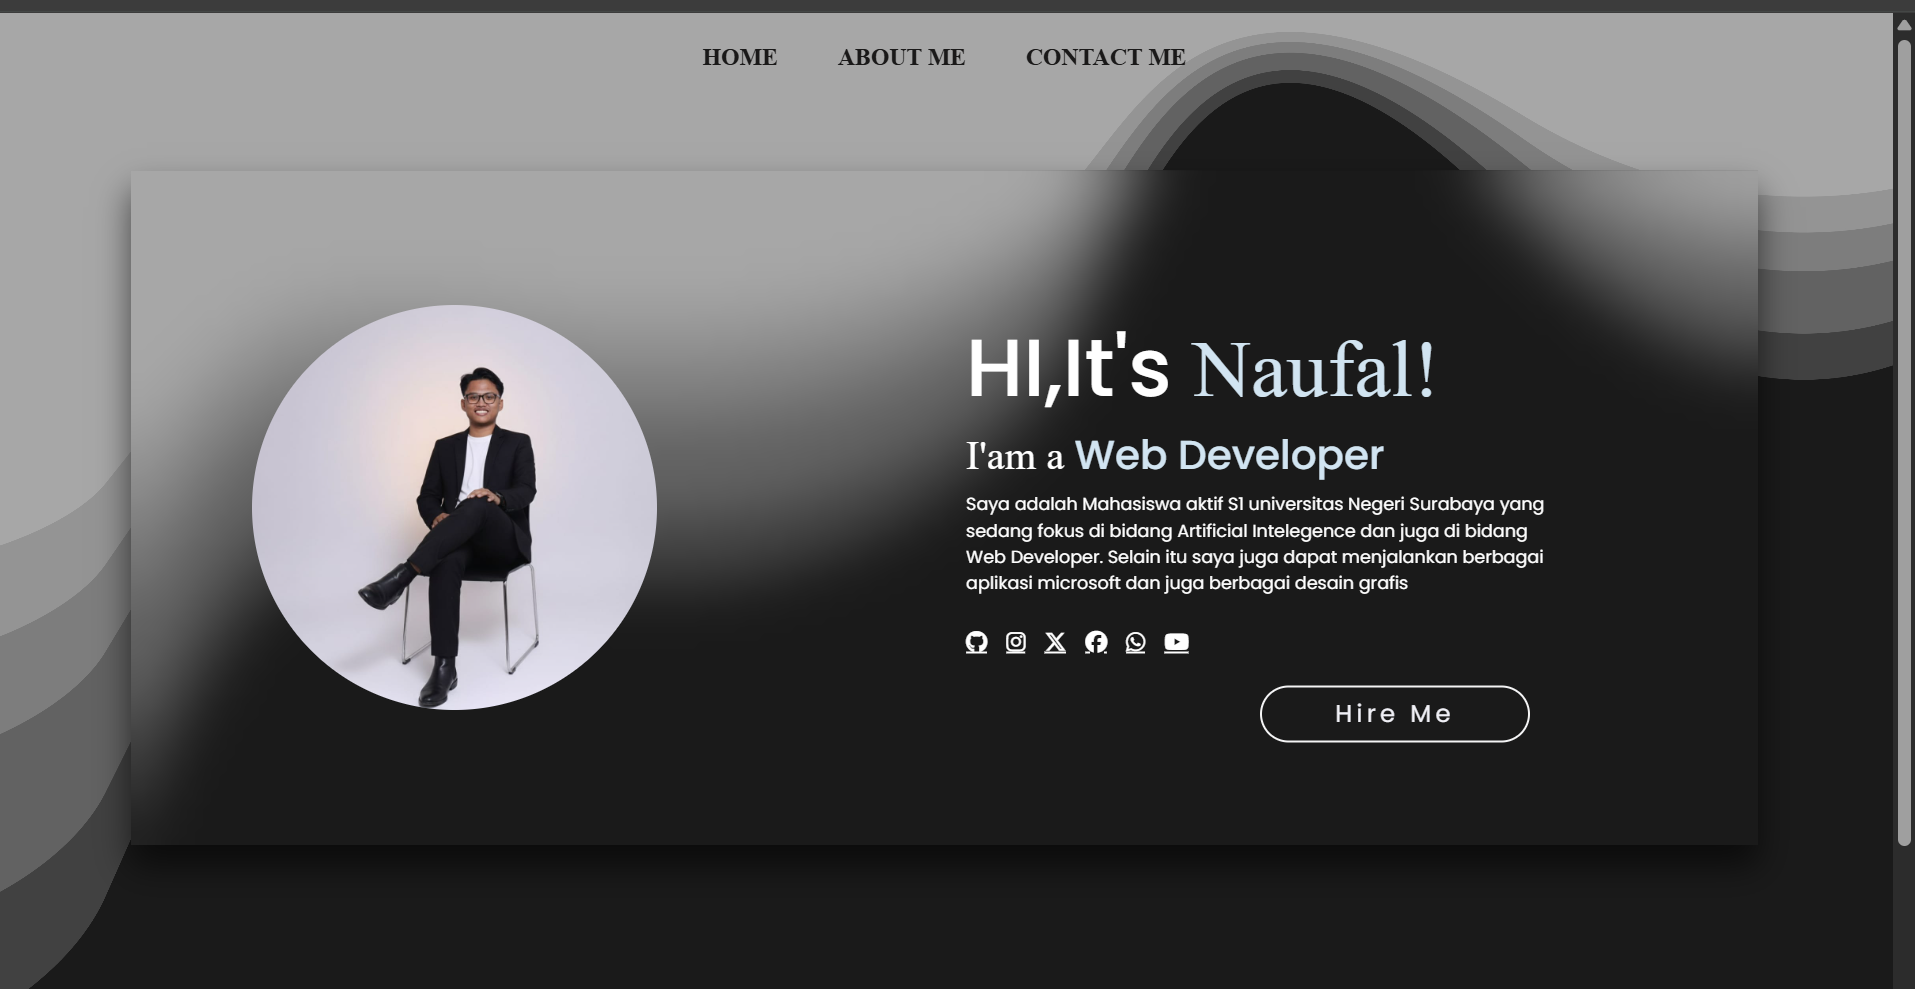 HOME ABOUT ME CONTACT ME
HI,It's Naufal!
I'am a Web Developer
Saya adalah Mahasiswa aktif S1 universitas Negeri Surabaya yang
sedang fokus di bidang Artificial Intelegence dan juga di bidang
Web Developer. Selain itu saya juga dapat menjalankan berbagai
aplikasi microsoft dan juga berbagai desain grafis
Hire Me